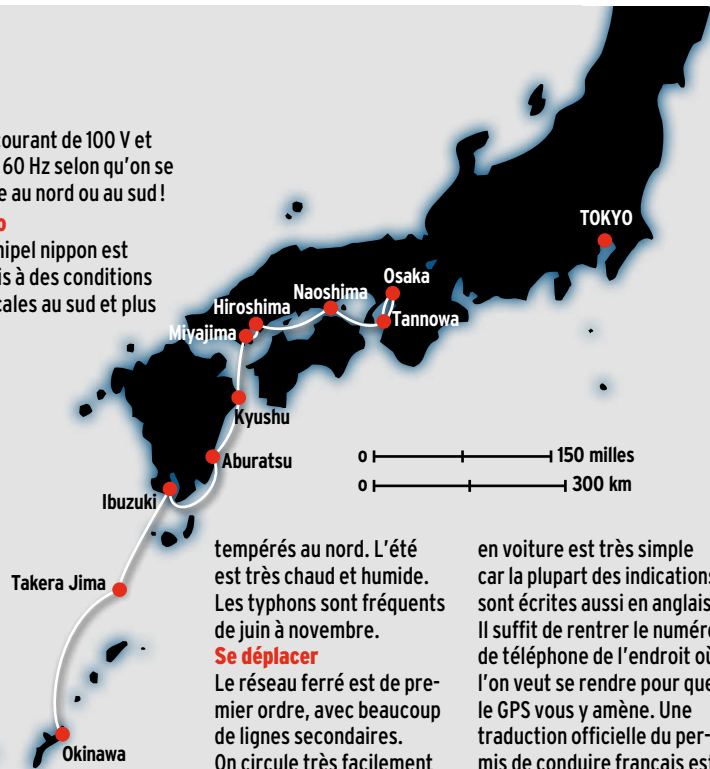 courant de 100 V et
60 Hz selon qu'on se
au nord ou au sud !
nippon est
à des conditions
au sud et plus
TOKYO
Osaka
Naoshima
Hiroshima
Tannowa
Miyajima
Kyushu
Aburatsu
Ibuzuki
0 150 milles
0 300 km
Takera Jima
Okinawa
tempérés au nord. L'été
est très chaud et humide.
Les typhons sont fréquents
de juin à novembre.
Se déplacer
Le réseau ferré est de pre-
mier ordre, avec beaucoup
de lignes secondaires.
On circule très facilement
en voiture est très simple
car la plupart des indications
sont écrites aussi en anglais
Il suffit de rentrer le numéro
de téléphone de l'endroit où
l'on veut se rendre pour que
le GPS vous y amène. Une
traduction officielle du per-
mis de conduire français est